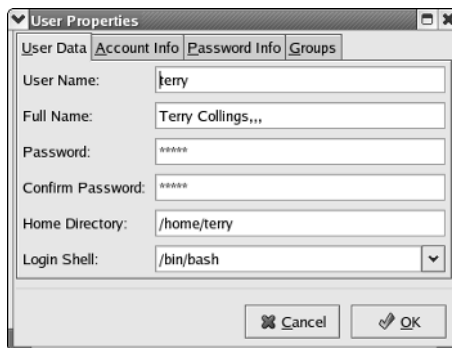 User Properties
User Data Account Info Password Info Groups
User Name: terry
Full Name: Terry Collings,,,
Password: *****
Confirm Password: *****
Home Directory: /home/terry
Login Shell: /bin/bash
Cancel OK